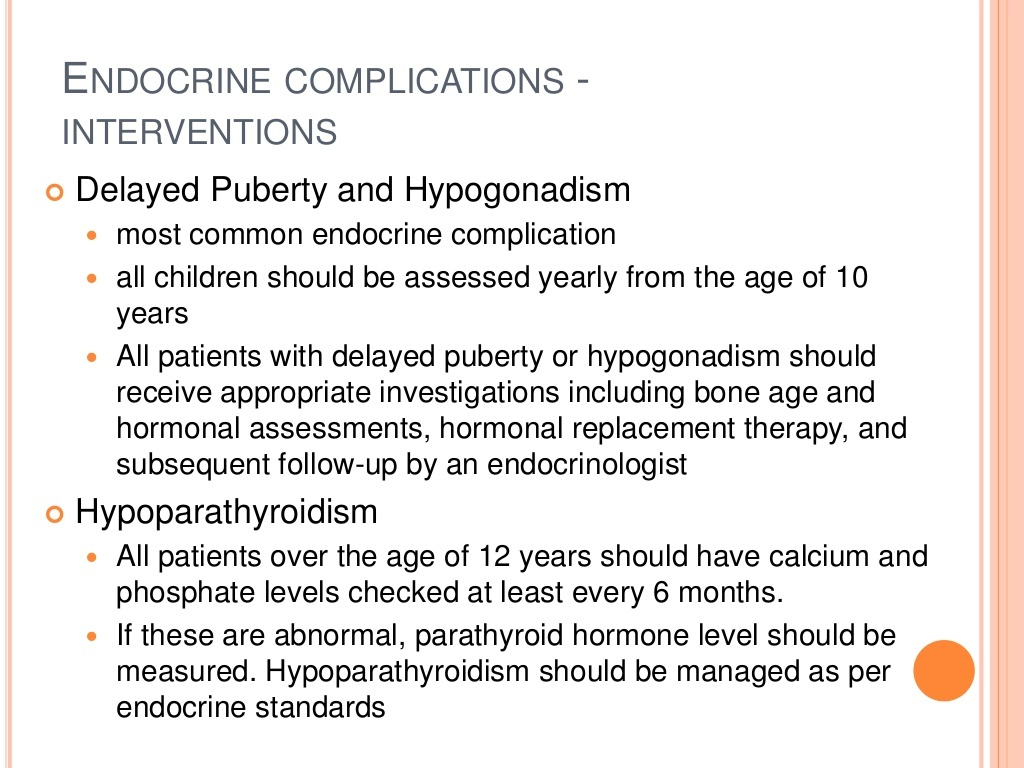 ENDOCRINE COMPLICATIONS -
INTERVENTIONS
Delayed Puberty and Hypogonadism
most common endocrine complication
all children should be assessed yearly from the age of 10
years
All patients with delayed puberty or hypogonadism should
receive appropriate investigations including bone age and
hormonal assessments, hormonal replacement therapy, and
subsequent follow-up by an endocrinologist
Hypoparathyroidism
All patients over the age of 12 years should have calcium and
phosphate levels checked at least every 6 months.
If these are abnormal, parathyroid hormone level should be
measured. Hypoparathyroidism should be managed as per
endocrine standards